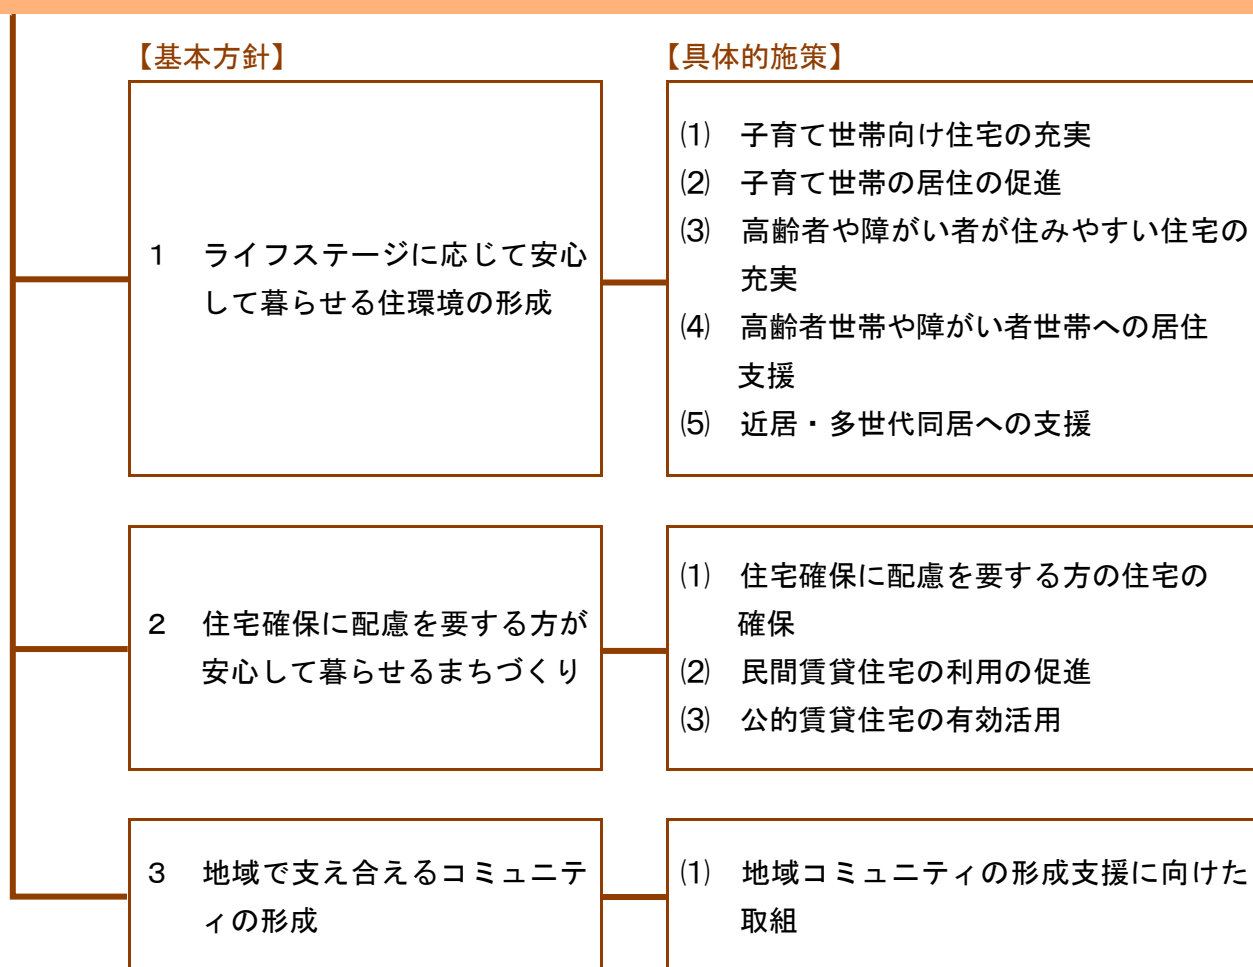 【基本方針】
【具体的施策】
1　ライフステージに応じて安心
して暮らせる住環境の形成
⑴　子育て世帯向け住宅の充実
⑵　子育て世帯の居住の促進
⑶　高齢者や障がい者が住みやすい住宅の
充実
⑷　高齢者世帯や障がい者世帯への居住
支援
⑸　近居・多世代同居への支援
2　住宅確保に配慮を要する方が
安心して暮らせるまちづくり
⑴　住宅確保に配慮を要する方の住宅の
確保
⑵　民間賃貸住宅の利用の促進
⑶　公的賃貸住宅の有効活用
3　地域で支え合えるコミュニテ
ィの形成
⑴　地域コミュニティの形成支援に向けた
取組